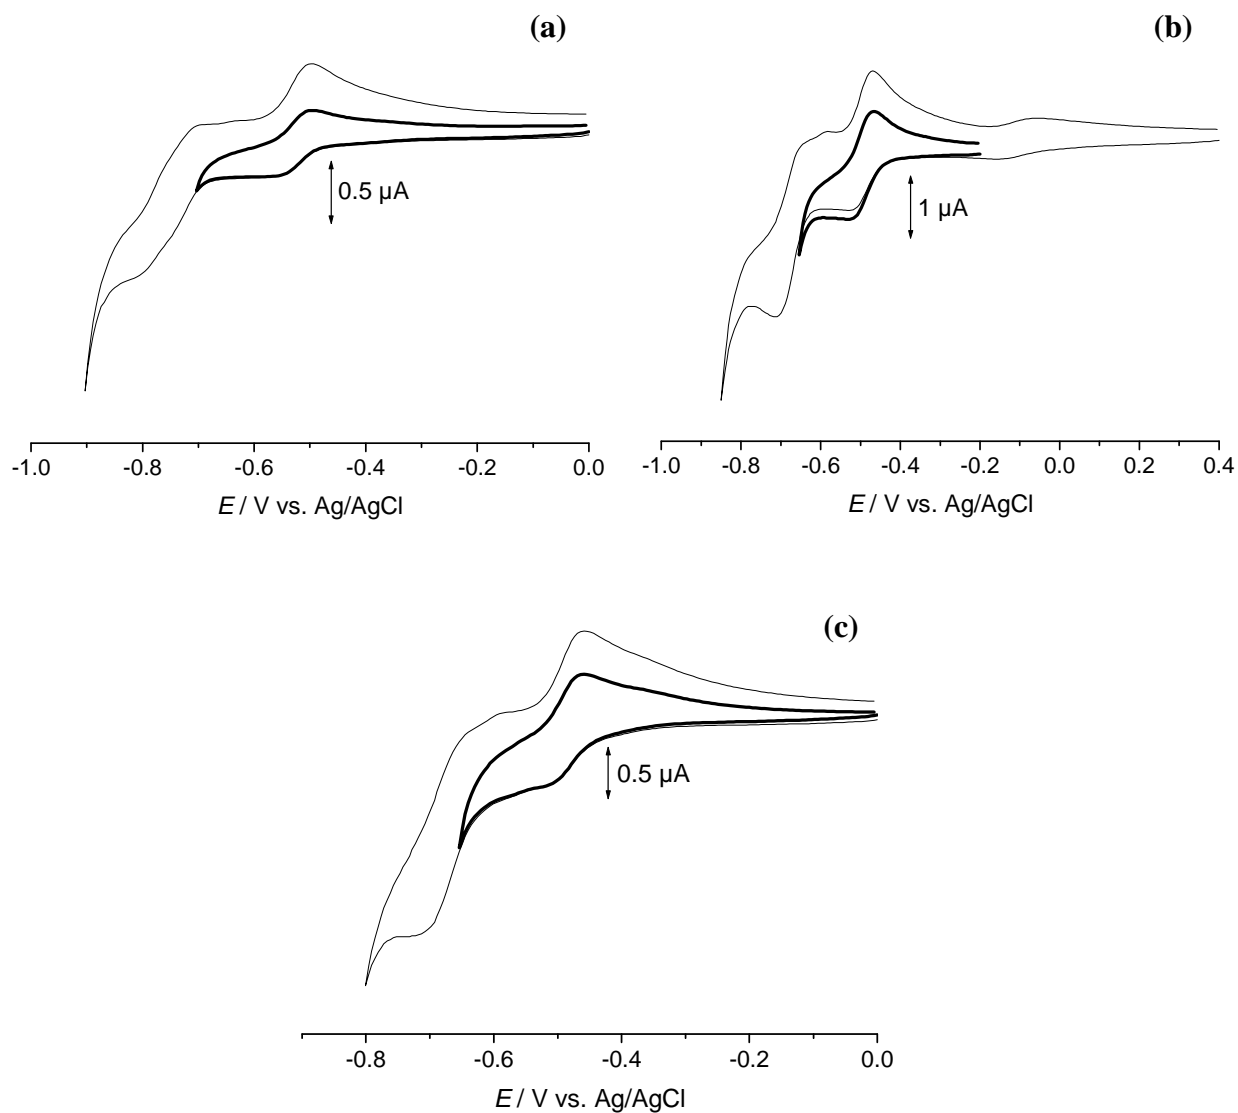 (a)
0.5 µA
-1.0 -0.8 -0.6 -0.4 -0.2 0.0
E / V vs. Ag/AgCl
(b)
1 µA
-1.0 -0.8 -0.6 -0.4 -0.2 0.0 0.2 0.4
E / V vs. Ag/AgCl
(c)
0.5 µA
-0.8 -0.6 -0.4 -0.2 0.0
E / V vs. Ag/AgCl